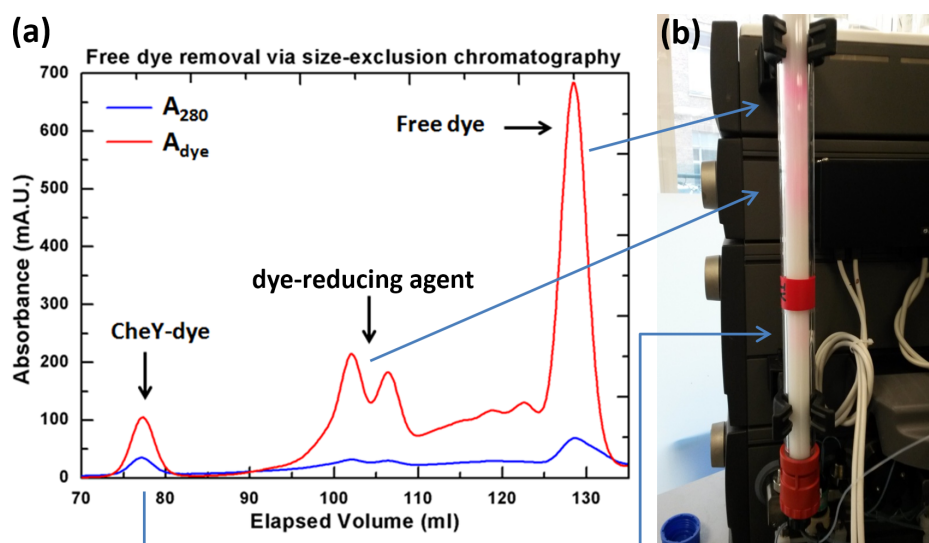 (a)
Free dye removal via size-exclusion chromatography
700
600
500
400
300
200
100
0
Absorbance (mA.U.)
A280
Adye
Free dye
dye-reducing agent
CheY-dye
70 80 90 100 110 120 130
Elapsed Volume (ml)
(b)